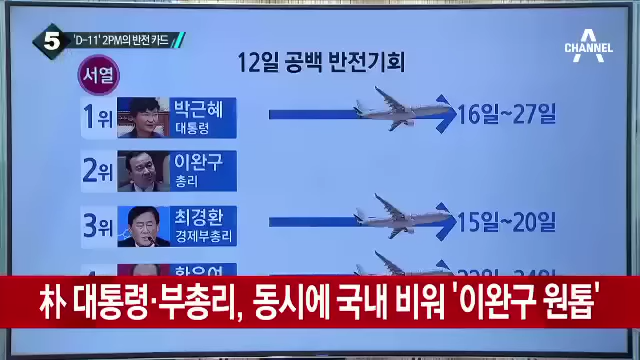 5
'D-11' 2PM의 반전 카드
CHANNEL A
12일 공백 반전기회
서열
1위 박근혜 대통령 16일~27일
2위 이완구 총리
3위 최경환 경제부총리 15일~20일
朴 대통령·부총리, 동시에 국내 비워 '이완구 원톱'